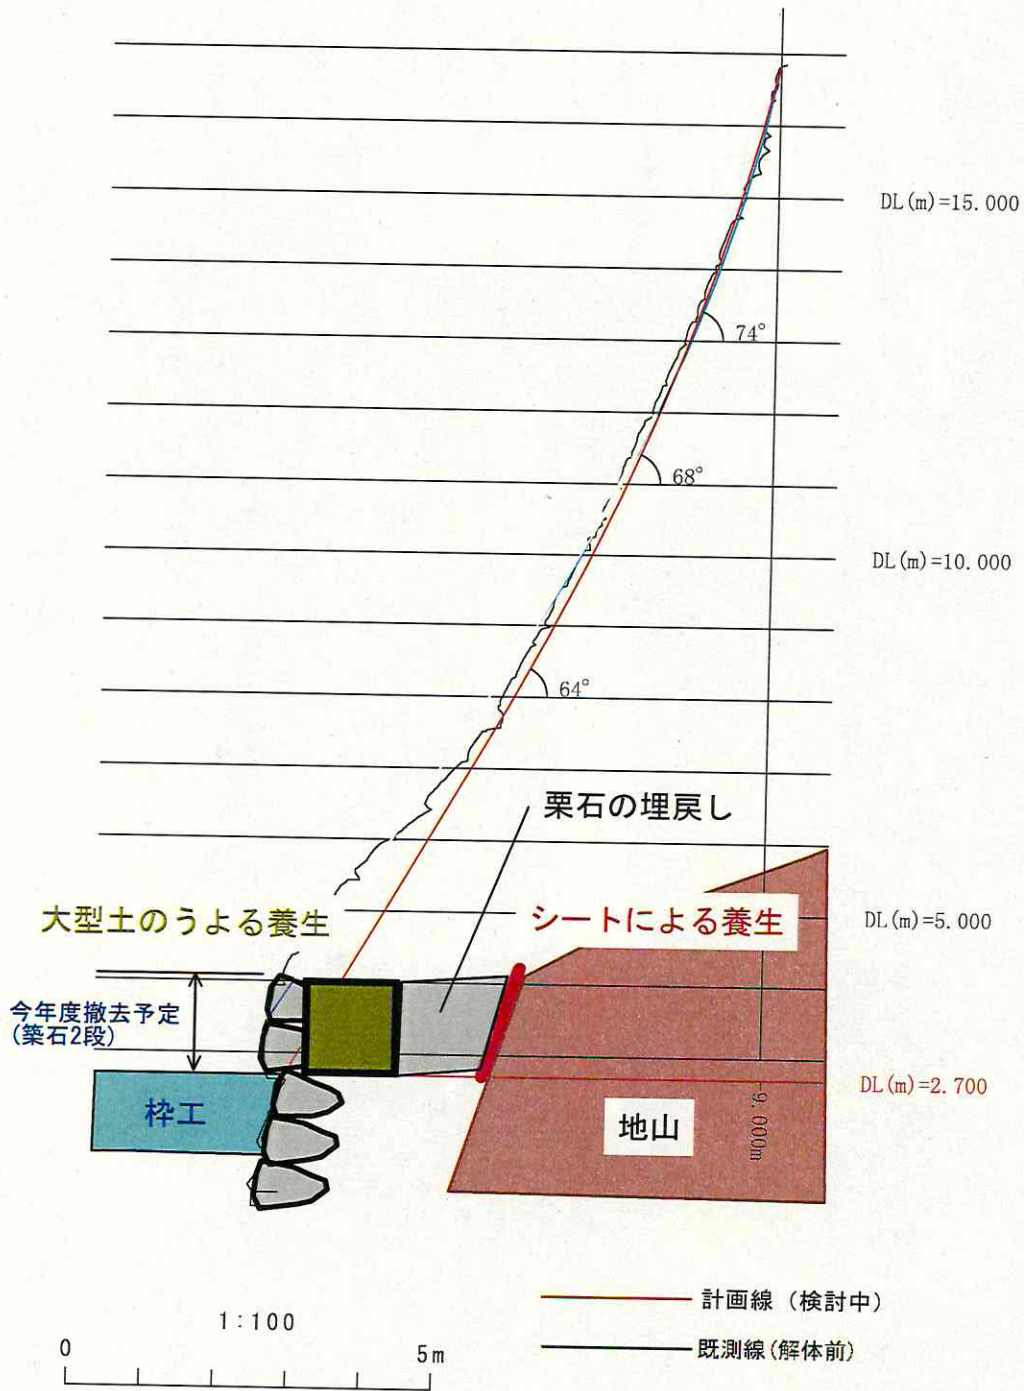 DL(m)=15.000
74°
68°
DL(m)=10.000
64°
栗石の埋戻し
大型土のうよる養生
シートによる養生
DL(m)=5.000
今年度撤去予定
(築石2段)
DL(m)=2.700
枠工
地山
-9.000m
計画線（検討中）
1:100
既測線(解体前)
0
5m